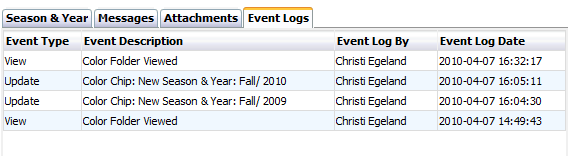 Season & Year Messages Attachments Event Logs
Event Type Event Description Event Log By Event Log Date
View Color Folder Viewed Christi Egeland 2010-04-07 16:32:17
Update Color Chip: New Season & Year: Fall/ 2010 Christi Egeland 2010-04-07 16:05:11
Update Color Chip: New Season & Year: Fall/ 2009 Christi Egeland 2010-04-07 16:04:30
View Color Folder Viewed Christi Egeland 2010-04-07 14:49:43